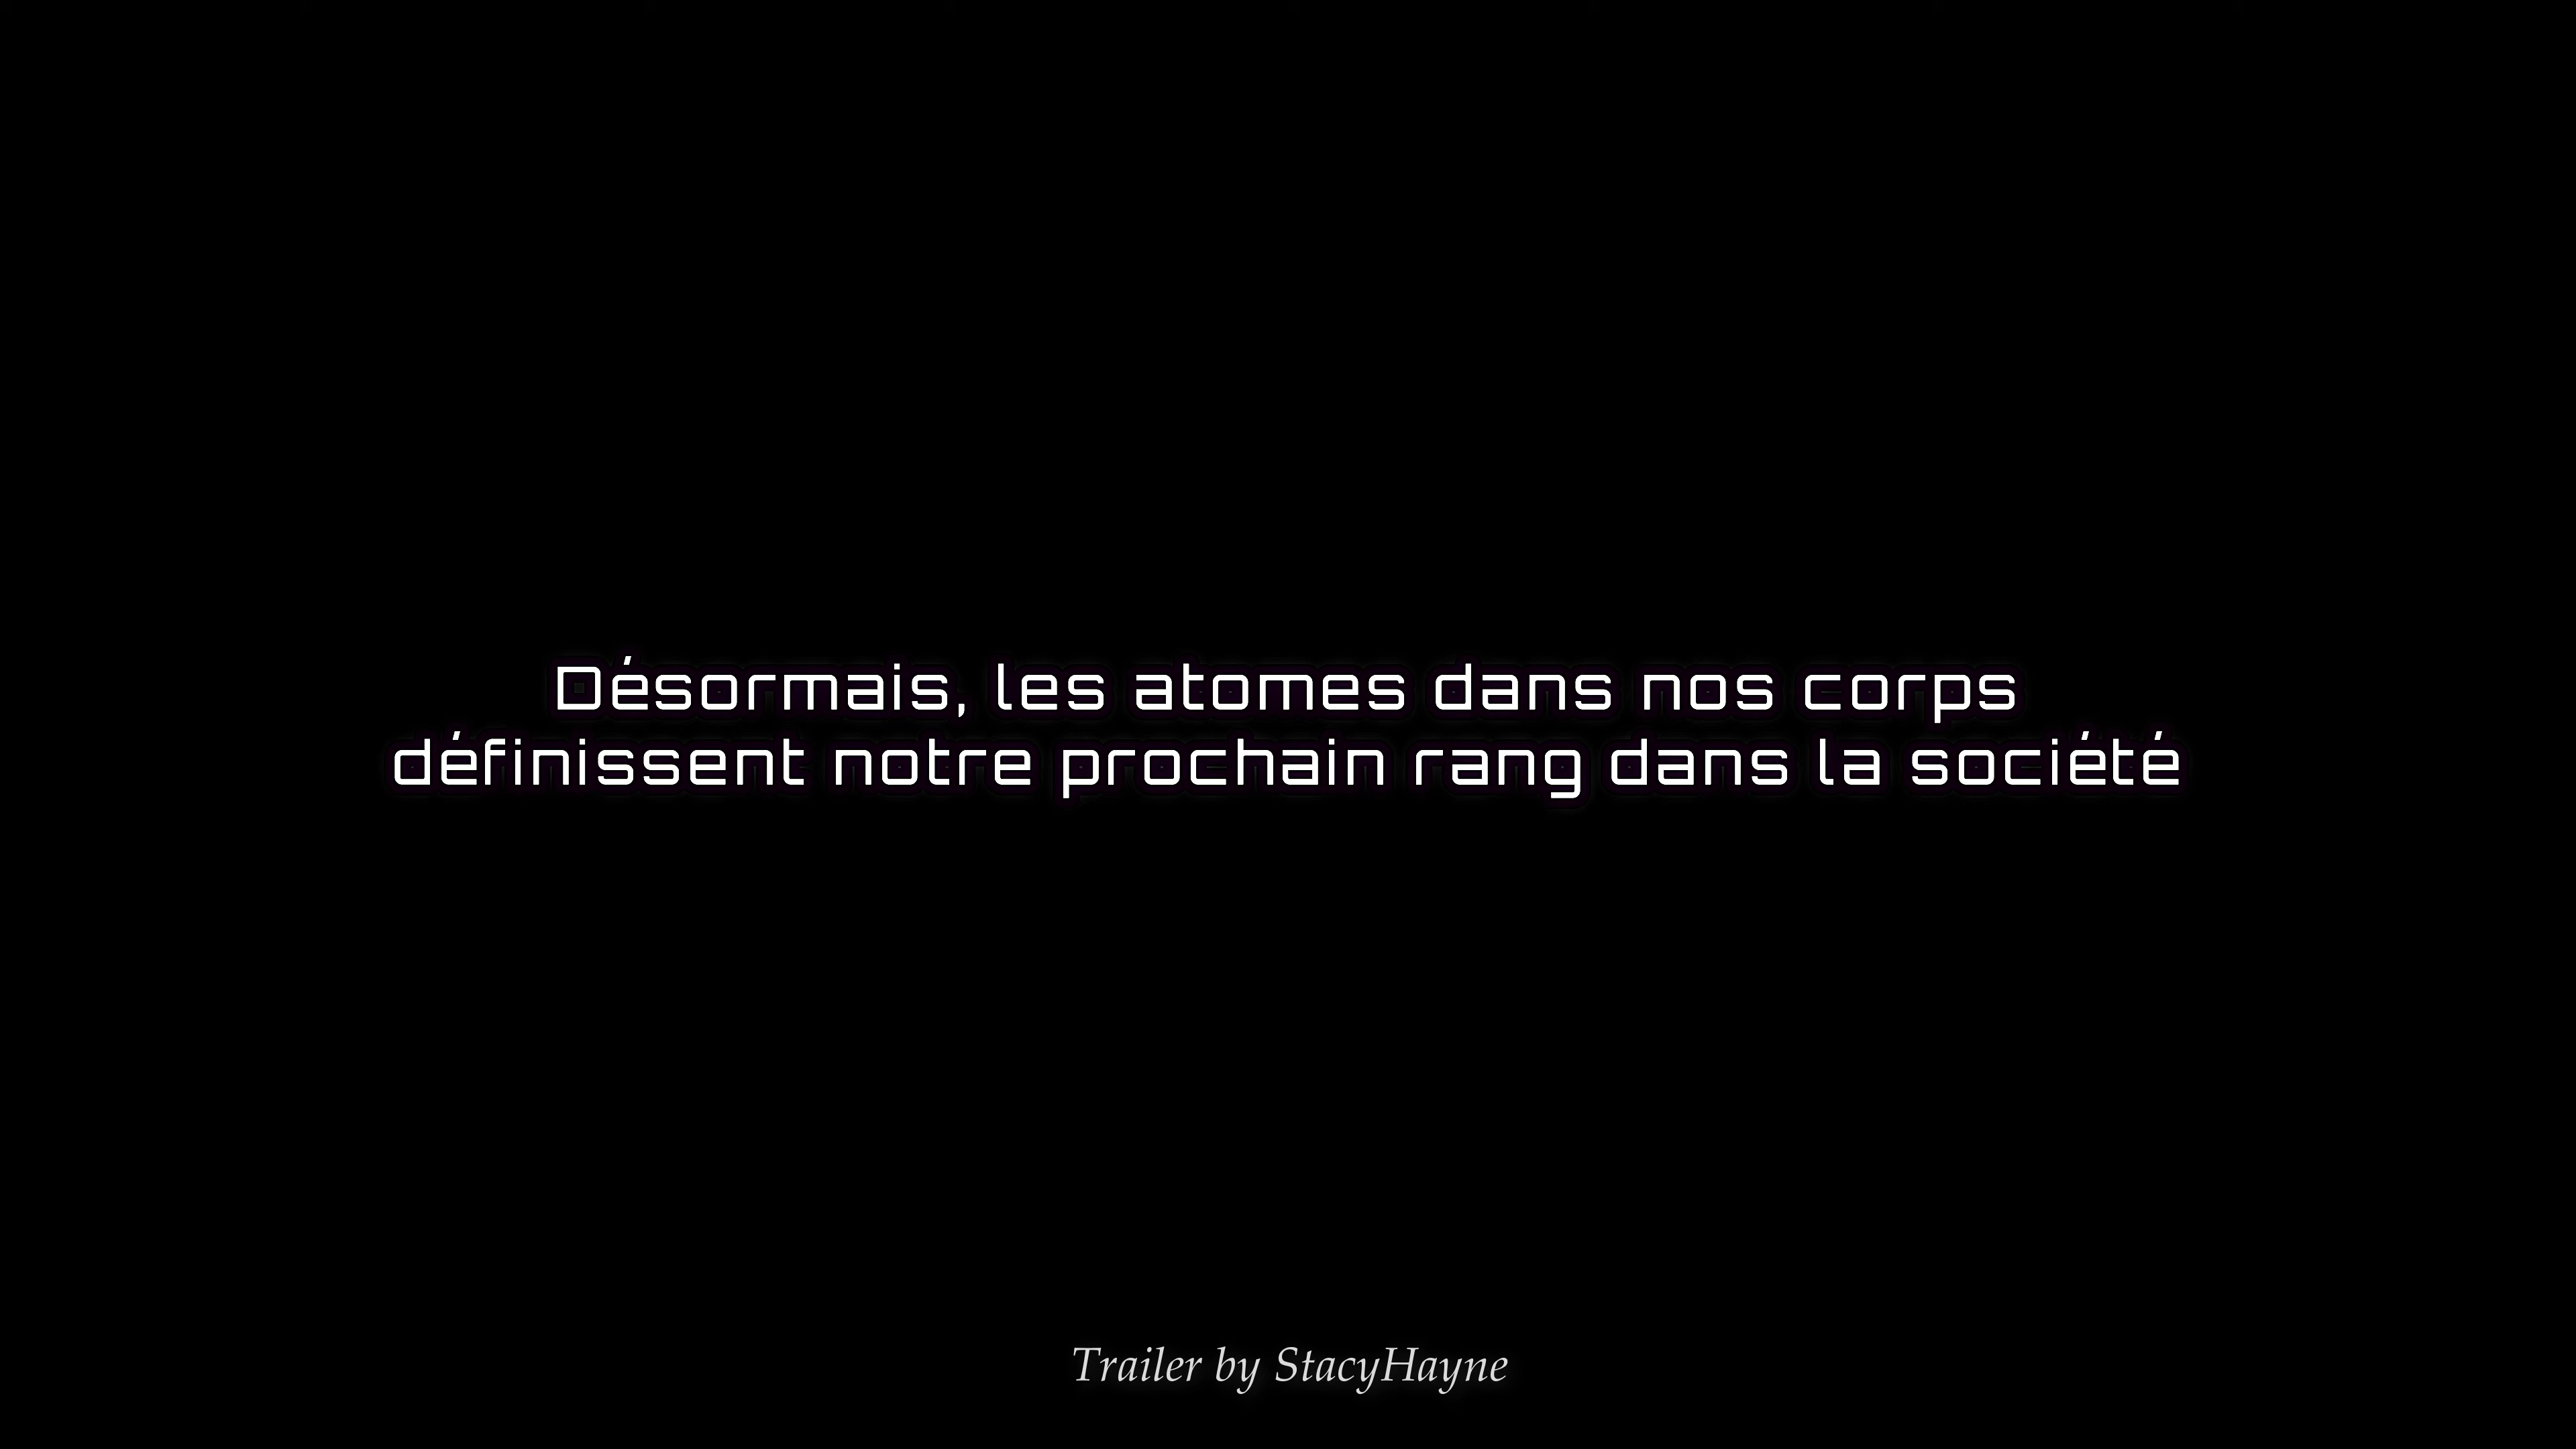 Désormais, les atomes dans nos corps
définissent notre prochain rang dans la société
Trailer by StacyHayne